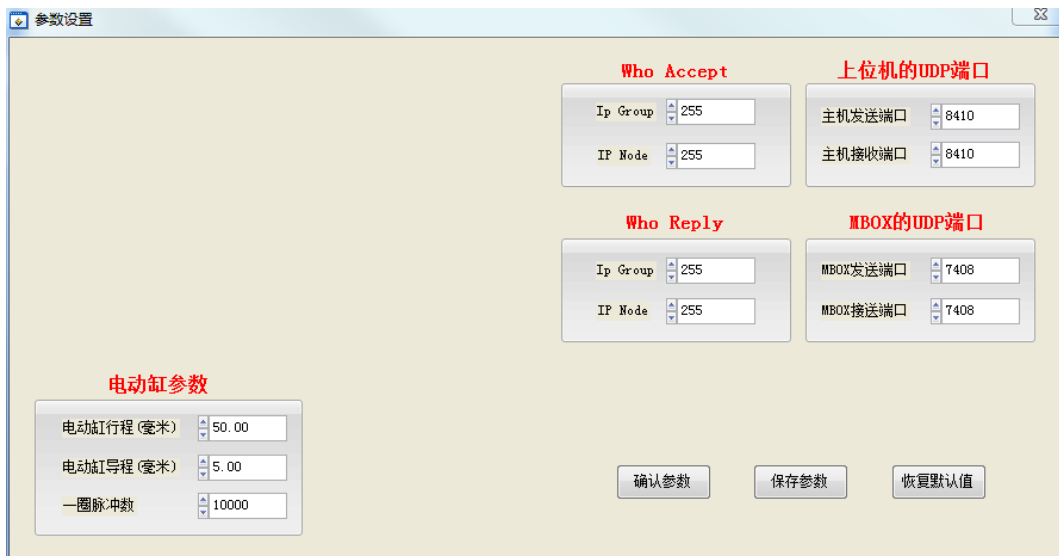 参数设置
Who Accept
Ip Group 255
IP Node 255
上位机的UDP端口
主机发送端口 8410
主机接收端口 8410
Who Reply
Ip Group 255
IP Node 255
MBOX的UDP端口
MBOX发送端口 7408
MBOX接送端口 7408
电动缸参数
电动缸行程(毫米) 50.00
电动缸导程(毫米) 5.00
一圈脉冲数 10000
确认参数 保存参数 恢复默认值